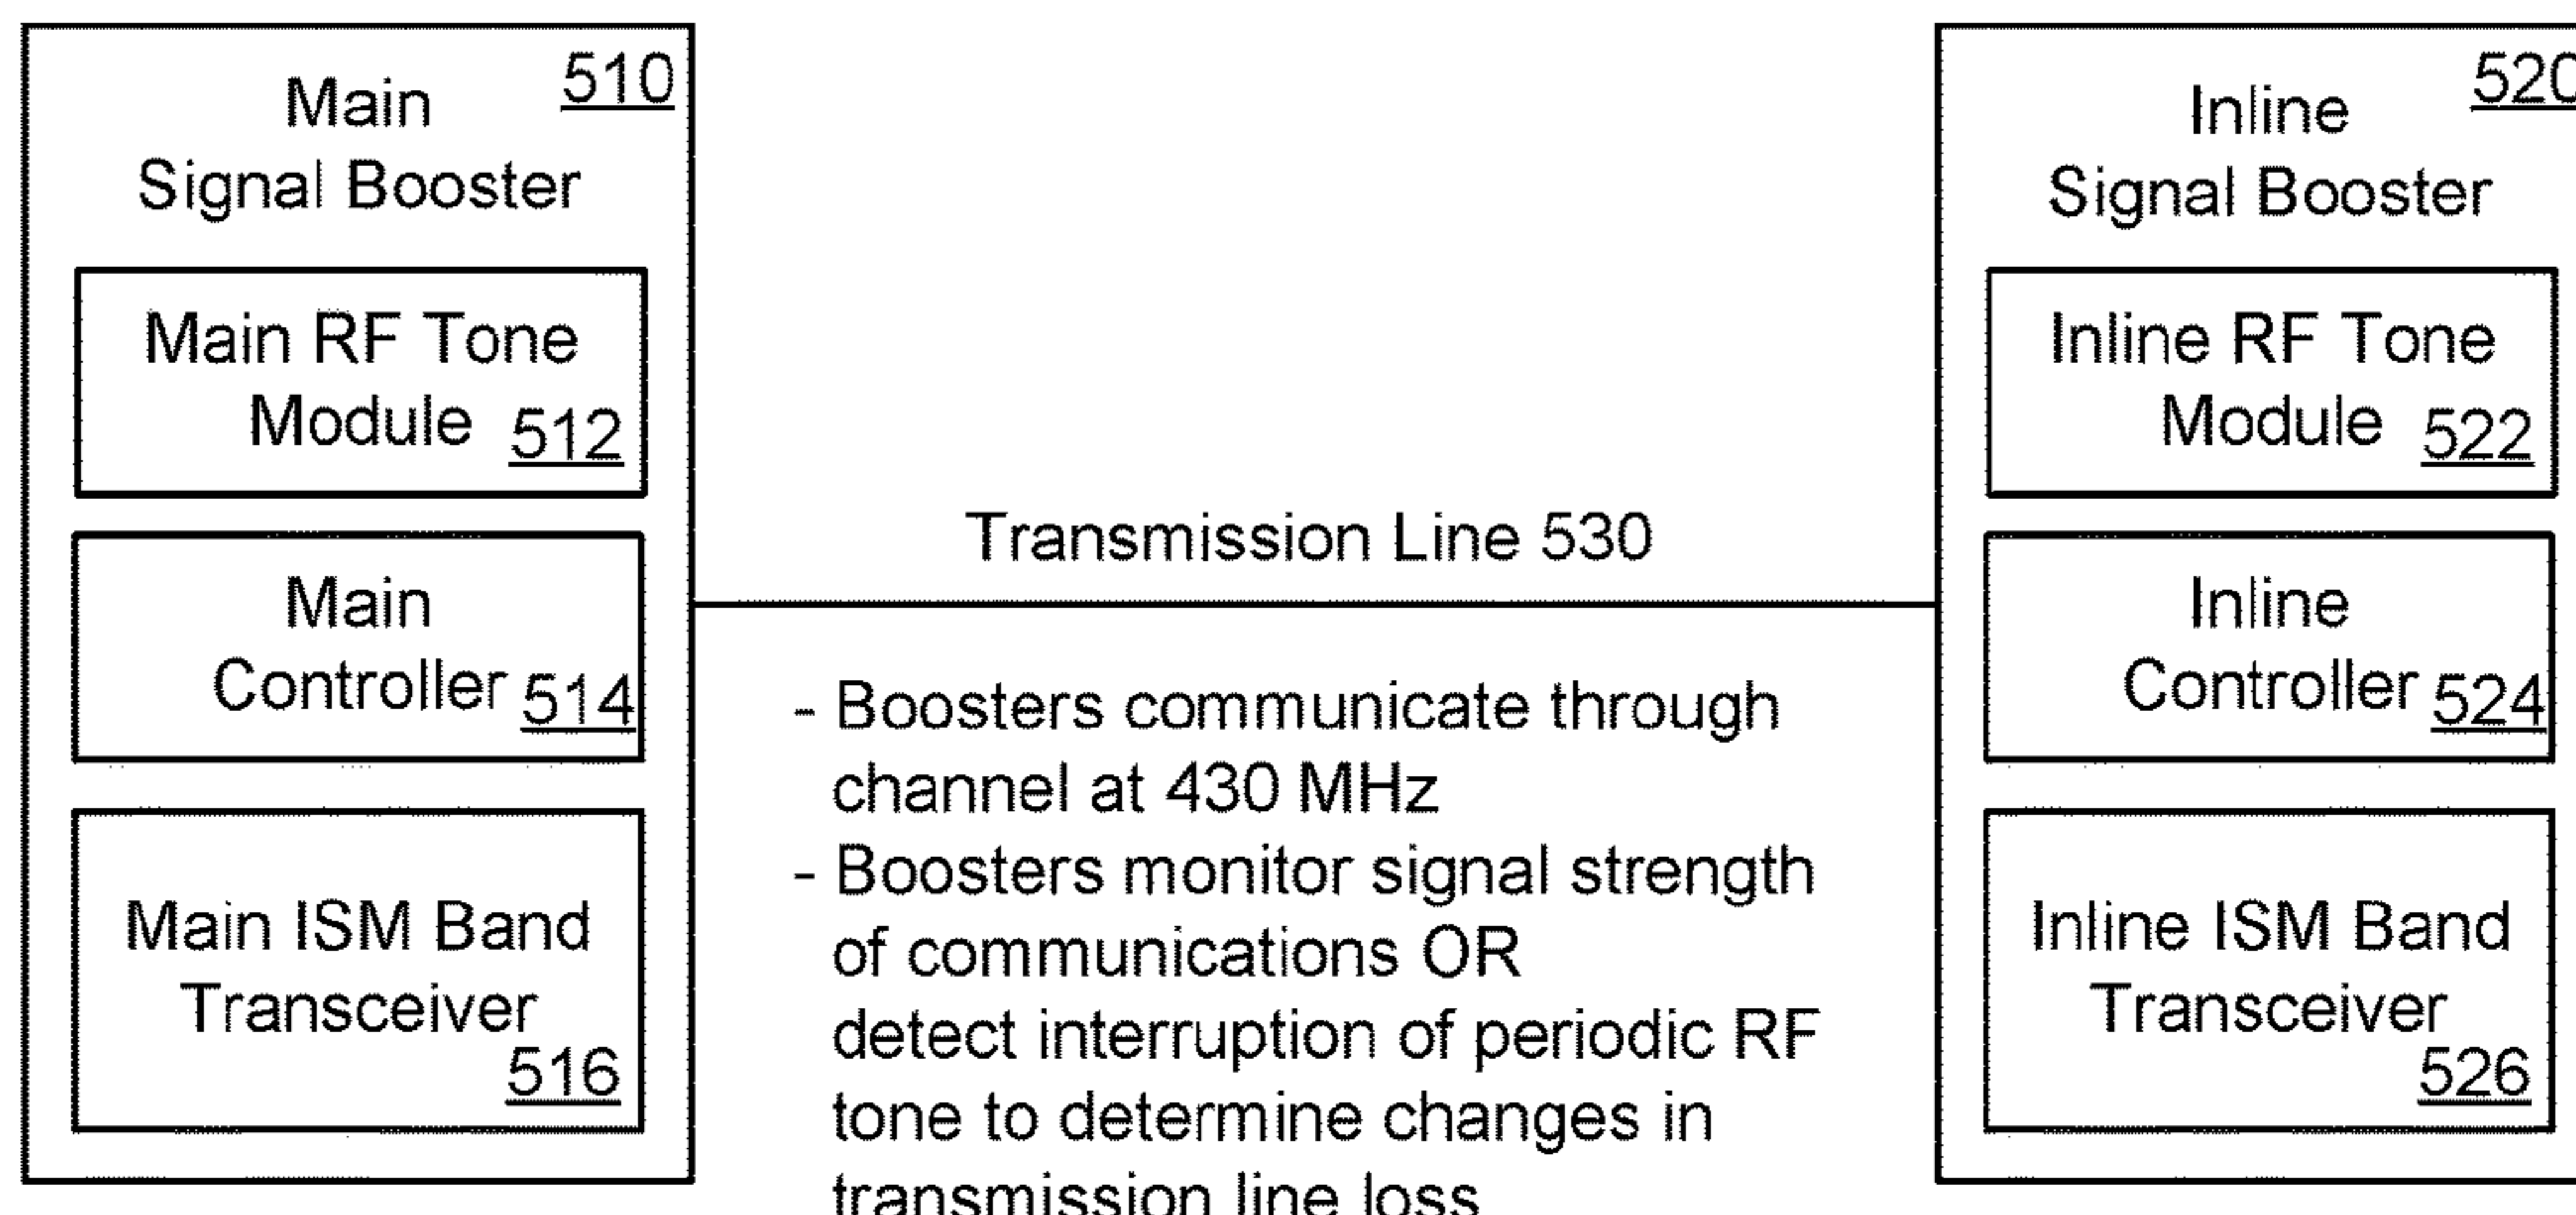 Main 510
Signal Booster
Main RF Tone
Module 512
Main
Controller 514
Main ISM Band
Transceiver
516
Transmission Line 530
- Boosters communicate through
channel at 430 MHz
- Boosters monitor signal strength
of communications OR
detect interruption of periodic RF
tone to determine changes in
transmission line loss
Inline 520
Signal Booster
Inline RF Tone
Module 522
Inline
Controller 524
Inline ISM Band
Transceiver
526